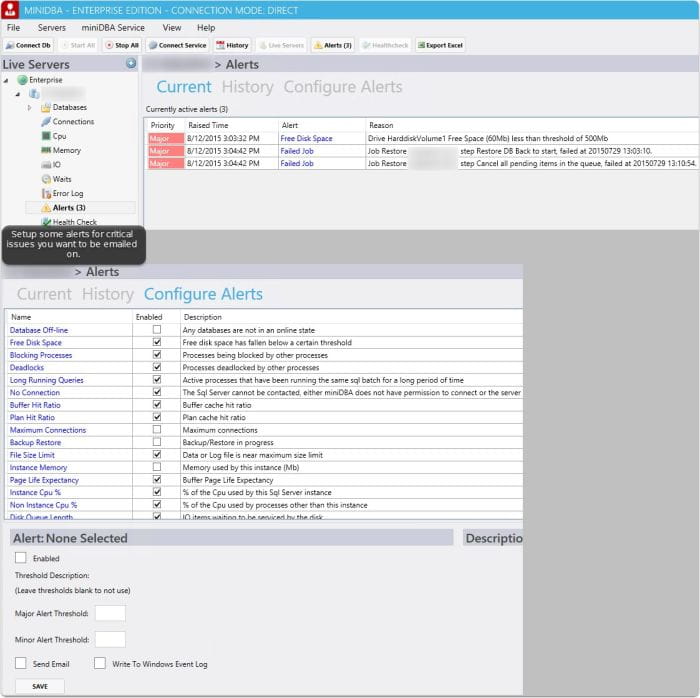 MINIDBA - ENTERPRISE EDITION - CONNECTION MODE: DIRECT
File Servers miniDBA Service View Help
Connect Db Start All Stop All Connect Service History Live Servers Alerts (3) Healthcheck Export Excel
Live Servers
> Alerts
Enterprise
Current History Configure Alerts
Databases
Currently active alerts (3)
Connections
Priority Raised Time Alert Reason
Cpu
Major 8/12/2015 3:03:32 PM Free Disk Space Drive HarddiskVolume1 Free Space (60Mb) less than threshold of 500Mb
Memory
Major 8/12/2015 3:04:42 PM Failed Job Job Restore step Restore DB Back to start, failed at 20150729 13:03:10.
IO
Major 8/12/2015 3:04:42 PM Failed Job Job Restore step Cancel all pending items in the queue, failed at 20150729 13:10:54.
Waits
Error Log
Alerts (3)
Health Check
Setup some alerts for critical
issues you want to be emailed
on.
> Alerts
Current History Configure Alerts
Name Enabled Description
Database Off-line Any databases are not in an online state
Free Disk Space Free disk space has fallen below a certain threshold
Blocking Processes Processes being blocked by other processes
Deadlocks Processes deadlocked by other processes
Long Running Queries Active processes that have been running the same sql batch for a long period of time
No Connection The Sql Server cannot be contacted, either miniDBA does not have permission to connect or the server
Buffer Hit Ratio Buffer cache hit ratio
Plan Hit Ratio Plan cache hit ratio
Maximum Connections Maximum connections
Backup Restore Backup/Restore in progress
File Size Limit Data or Log file is near maximum size limit
Instance Memory Memory used by this instance (Mb)
Page Life Expectancy Buffer Page Life Expectancy
Instance Cpu % % of the Cpu used by this Sql Server instance
Non Instance Cpu % % of the Cpu used by processes other than this instance
Disk Queue Length IO items waiting to be serviced by the disk
Alert: None Selected Descriptio
Enabled
Threshold Description:
(Leave thresholds blank to not use)
Major Alert Threshold:
Minor Alert Threshold:
Send Email Write To Windows Event Log
SAVE